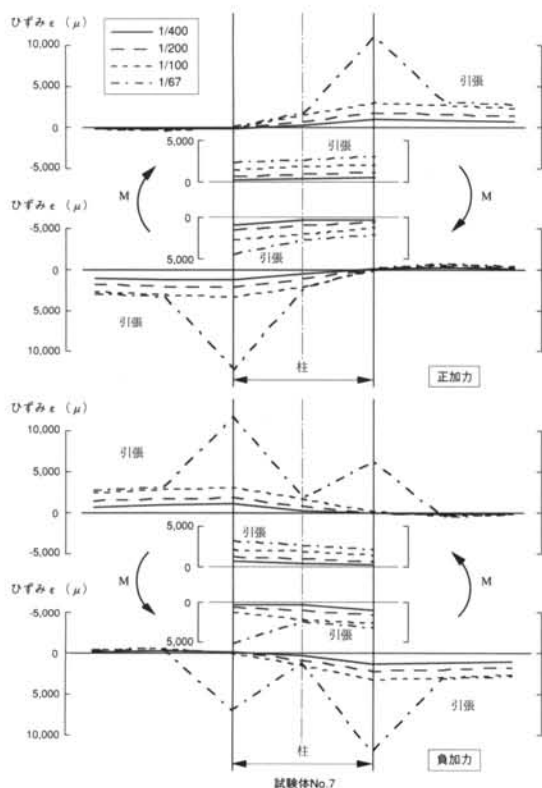 ひずみ ε (μ)
10,000
5,000
0
-5,000
1/400
1/200
1/100
1/67
引張
5,000
0
引張
M
M
ひずみ ε (μ)
-5,000
0
5,000
10,000
0
5,000
引張
引張
柱
正加力
ひずみ ε (μ)
10,000
5,000
0
-5,000
引張
5,000
0
引張
M
M
ひずみ ε (μ)
-5,000
0
5,000
10,000
0
5,000
引張
引張
柱
負加力
試験体No.7